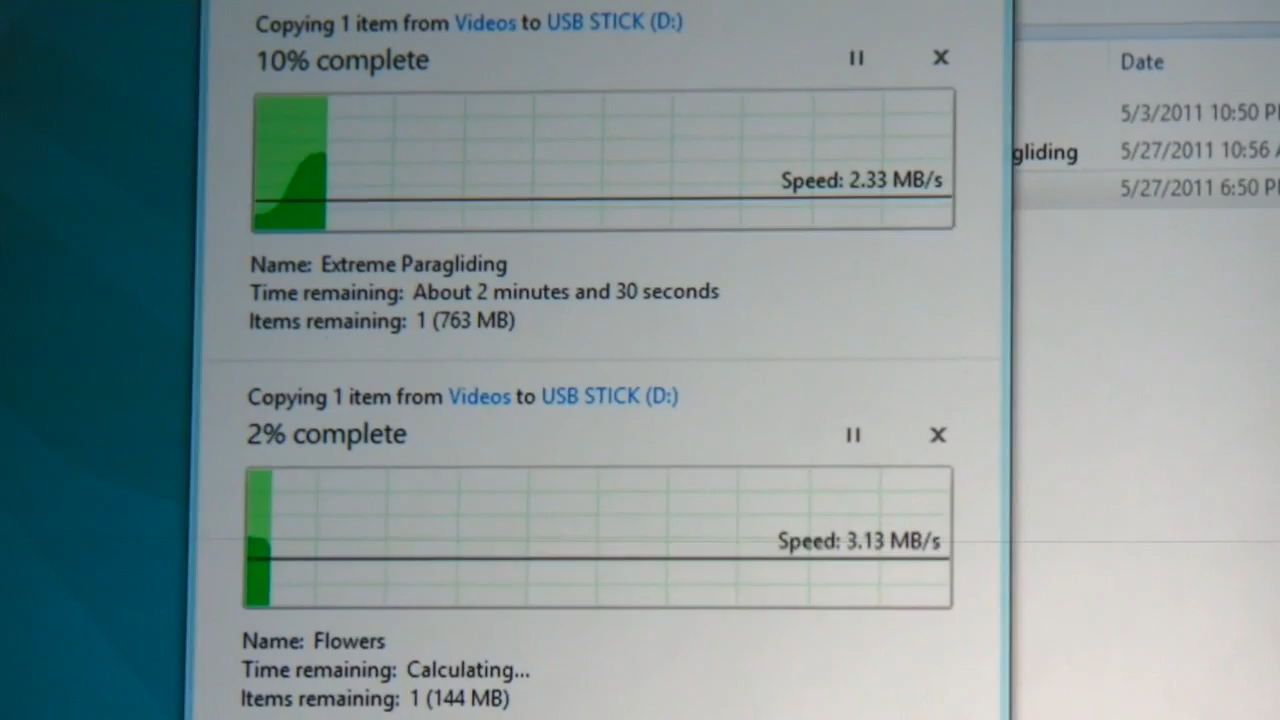 Copying 1 item from Videos to USB STICK (D:)
10% complete
Speed: 2.33 MB/s
Name: Extreme Paragliding
Time remaining: About 2 minutes and 30 seconds
Items remaining: 1 (763 MB)
Copying 1 item from Videos to USB STICK (D:)
2% complete
Speed: 3.13 MB/s
Name: Flowers
Time remaining: Calculating...
Items remaining: 1 (144 MB)
Date
5/3/2011 10:50 P
gliding 5/27/2011 10:56 A
5/27/2011 6:50 P